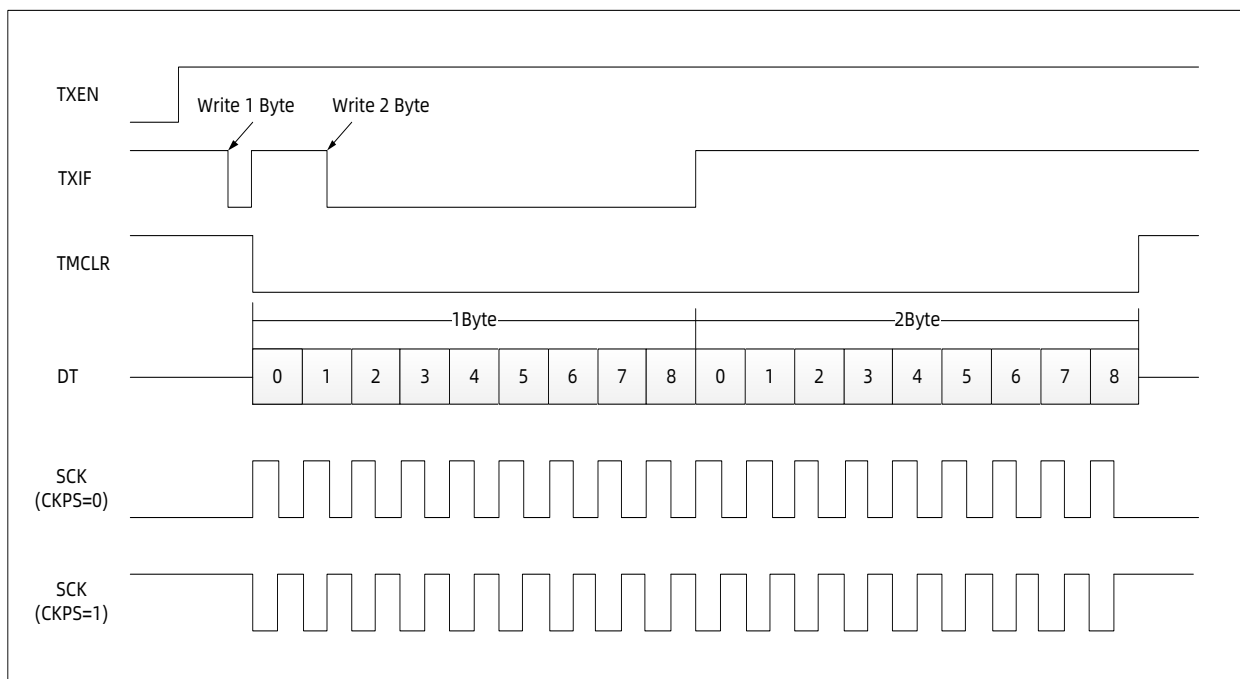 TXEN
Write 1 Byte Write 2 Byte
TXIF
TMCLR
1Byte 2Byte
DT 0 1 2 3 4 5 6 7 8 0 1 2 3 4 5 6 7 8
SCK
(CKPS=0)
SCK
(CKPS=1)